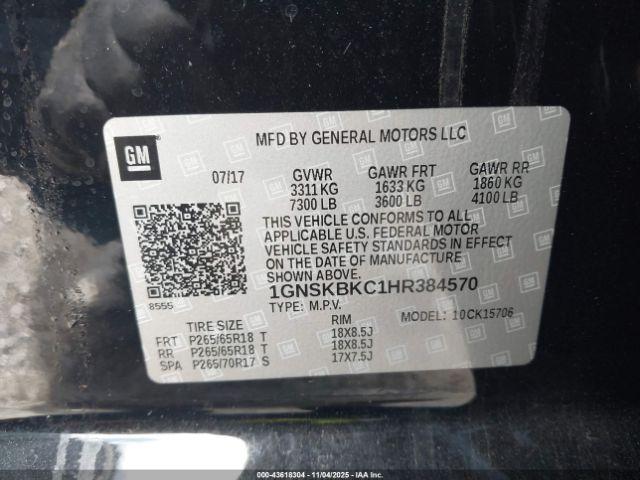 GM
MFD BY GENERAL MOTORS LLC
07/17 GVWR GAWR FRT GAWR RR
3311 KG 1633 KG 1860 KG
7300 LB 3600 LB 4100 LB
THIS VEHICLE CONFORMS TO ALL
APPLICABLE U.S. FEDERAL MOTOR
VEHICLE SAFETY STANDARDS IN EFFECT
ON THE DATE OF MANUFACTURE
SHOWN ABOVE.
1GNSKBKC1HR384570
8555
TYPE: M.P.V. MODEL: 10CK15706
TIRE SIZE RIM
FRT P265/65R18 T 18X8.5J
RR P265/65R18 T 18X8.5J
SPA P265/70R17 S 17X7.5J
000-43618304 - 11/04/2025 - IAAI.CA